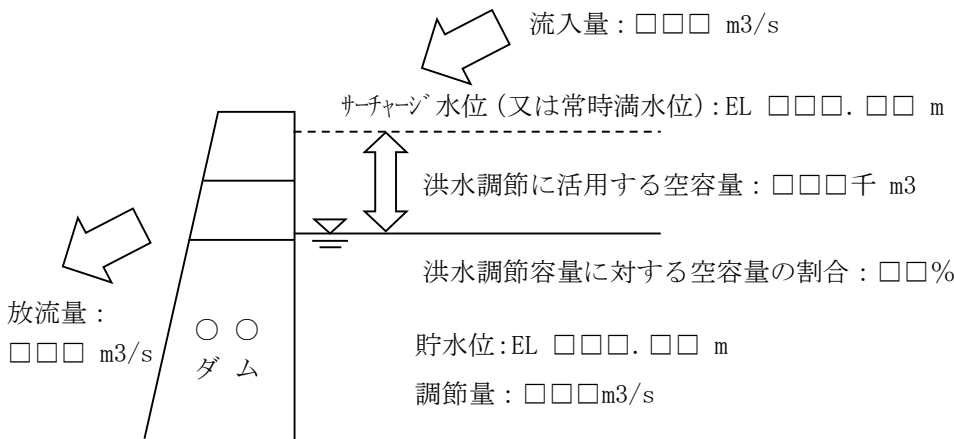 流入量：□□□ m3/s
ｻｰﾁｬｰｼﾞ水位（又は常時満水位）：EL □□□．□□ m
洪水調節に活用する空容量：□□□千 m3
洪水調節容量に対する空容量の割合：□□％
放流量：
□□□ m3/s
○○
ダム
貯水位：EL □□□．□□ m
調節量：□□□m3/s